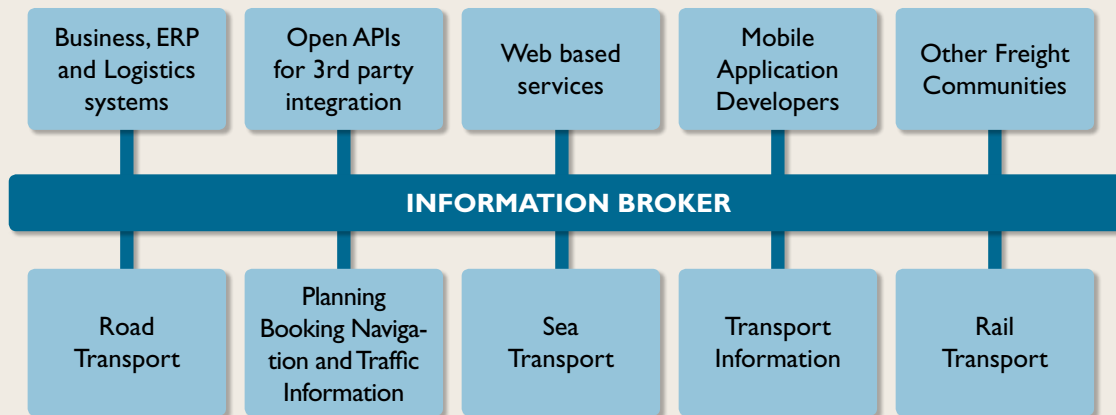 Business, ERP
and Logistics
systems
Open APIs
for 3rd party
integration
Web based
services
Mobile
Application
Developers
Other Freight
Communities
INFORMATION BROKER
Road
Transport
Planning
Booking Naviga-
tion and Traffic
Information
Sea
Transport
Transport
Information
Rail
Transport